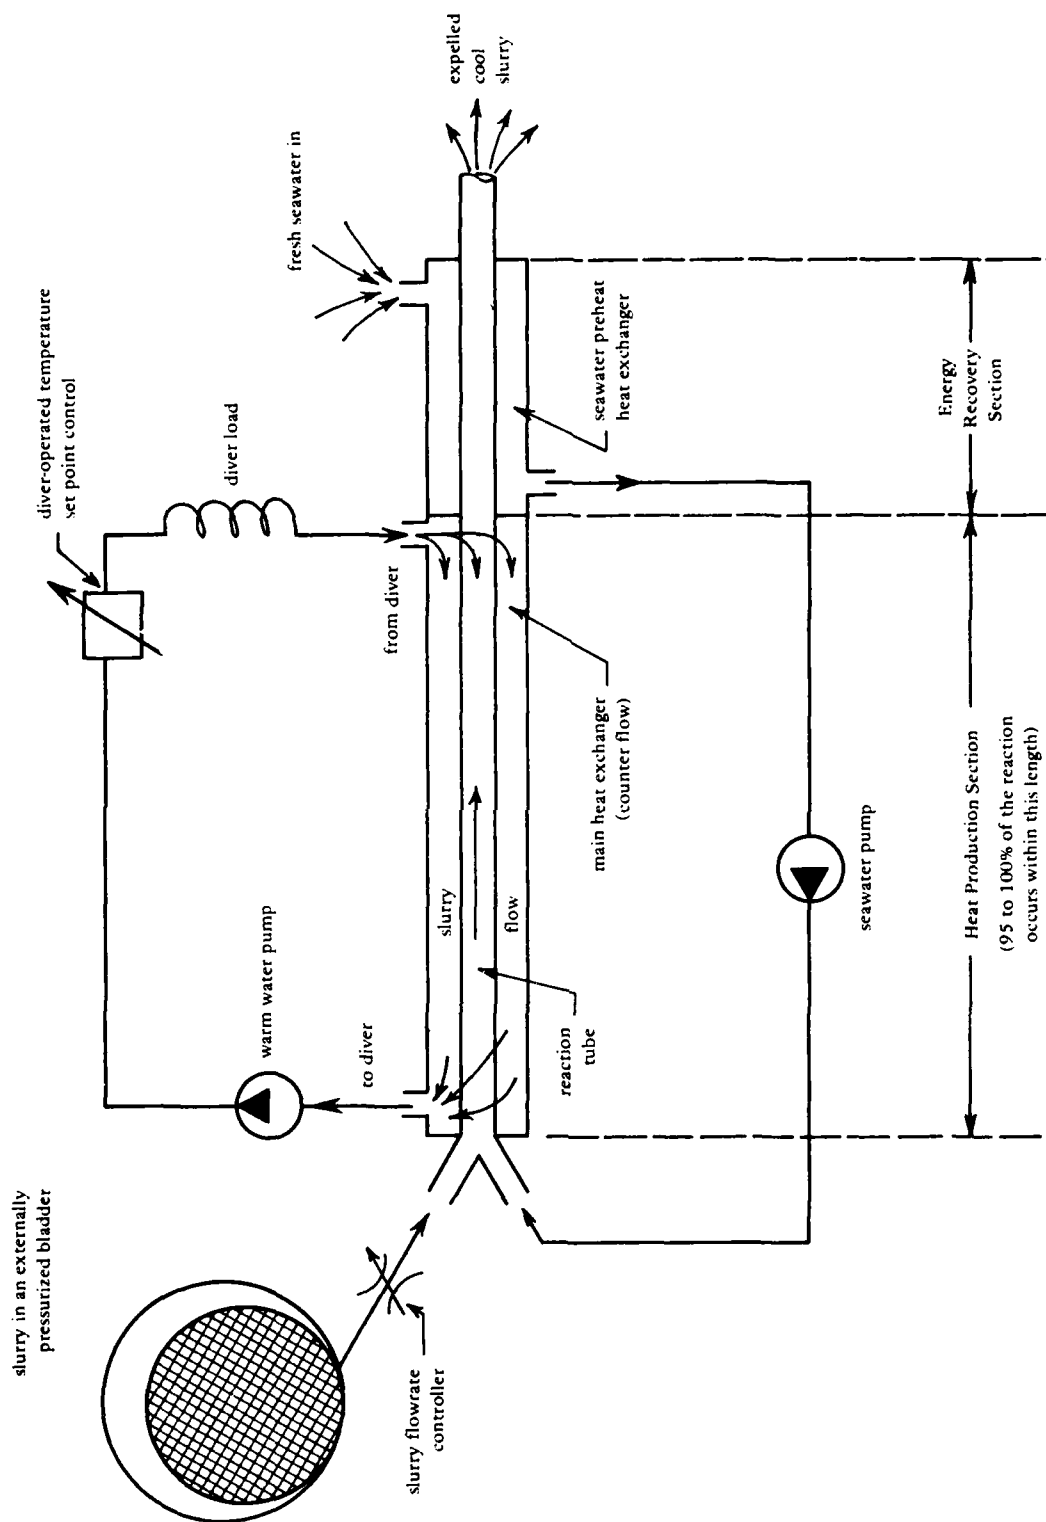 slurry in an externally
pressurized bladder
slurry flowrate
controller
warm water pump
to diver
diver-operated temperature
set point control
diver load
from diver
fresh seawater in
expelled
cool
slurry
slurry
flow
reaction
tube
main heat exchanger
(counter flow)
seawater preheat
heat exchanger
seawater pump
Heat Production Section
(95 to 100% of the reaction
occurs within this length)
Energy
Recovery
Section